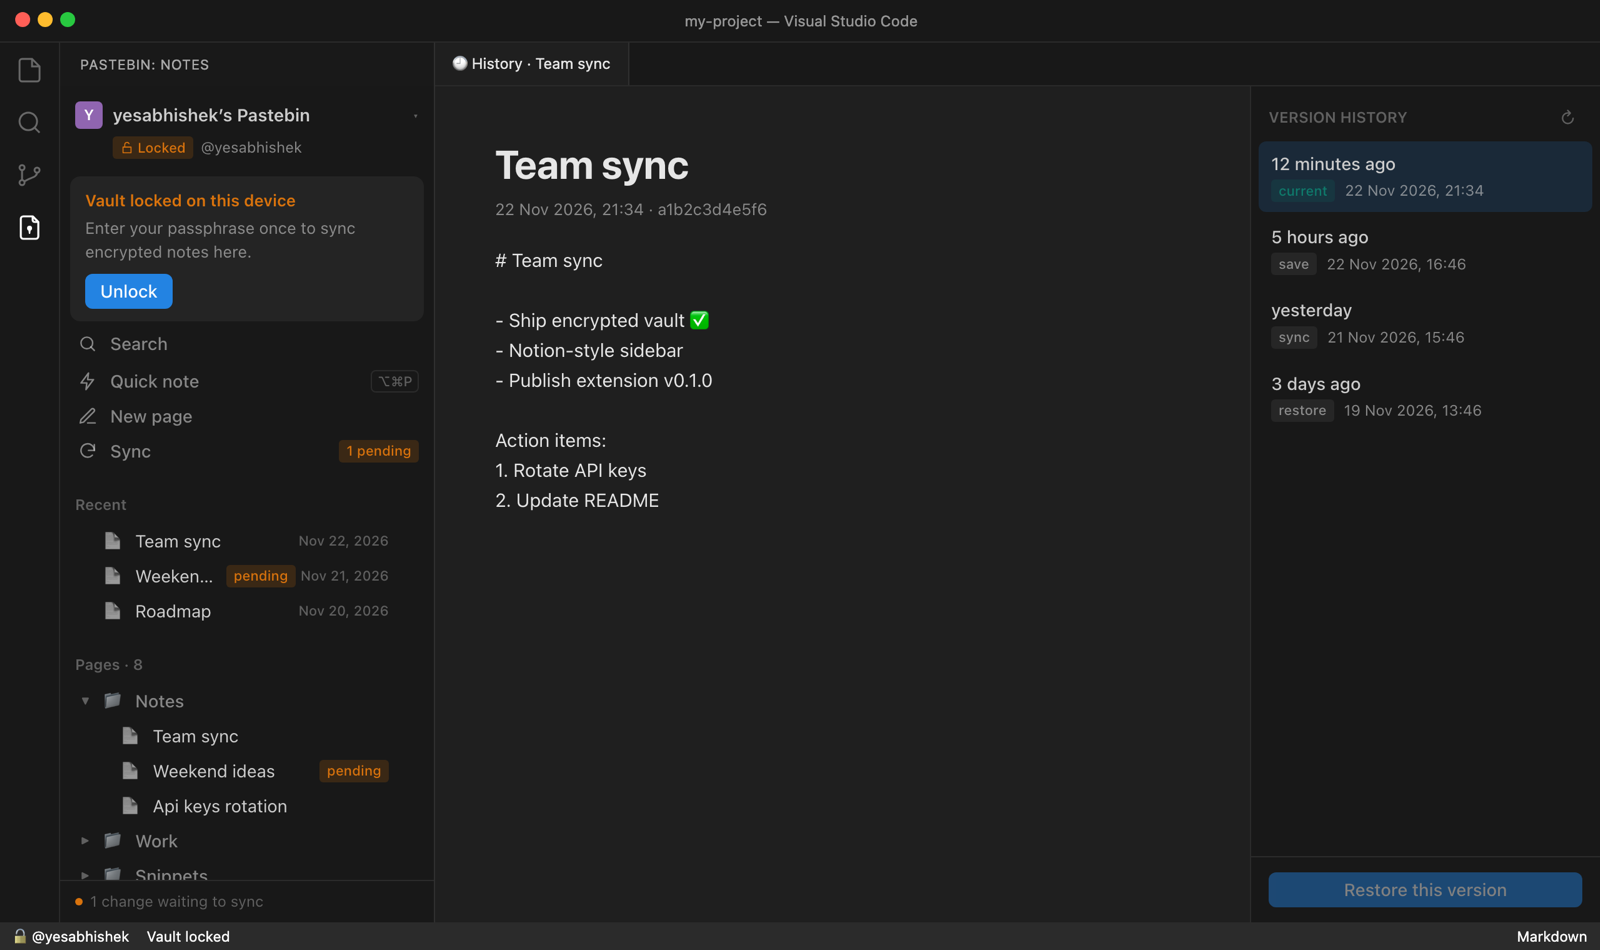 my-project — Visual Studio Code
PASTEBIN: NOTES
Y yesabhishek’s Pastebin
Locked @yesabhishek
Vault locked on this device
Enter your passphrase once to sync
encrypted notes here.
Unlock
Search
Quick note ⌥⌘P
New page
Sync 1 pending
Recent
Team sync Nov 22, 2026
Weeken... pending Nov 21, 2026
Roadmap Nov 20, 2026
Pages · 8
Notes
Team sync
Weekend ideas pending
Api keys rotation
Work
Snippets
1 change waiting to sync
History · Team sync
Team sync
22 Nov 2026, 21:34 · a1b2c3d4e5f6
# Team sync
- Ship encrypted vault ✅
- Notion-style sidebar
- Publish extension v0.1.0
Action items:
1. Rotate API keys
2. Update README
VERSION HISTORY
12 minutes ago
current 22 Nov 2026, 21:34
5 hours ago
save 22 Nov 2026, 16:46
yesterday
sync 21 Nov 2026, 15:46
3 days ago
restore 19 Nov 2026, 13:46
Restore this version
@yesabhishek Vault locked
Markdown